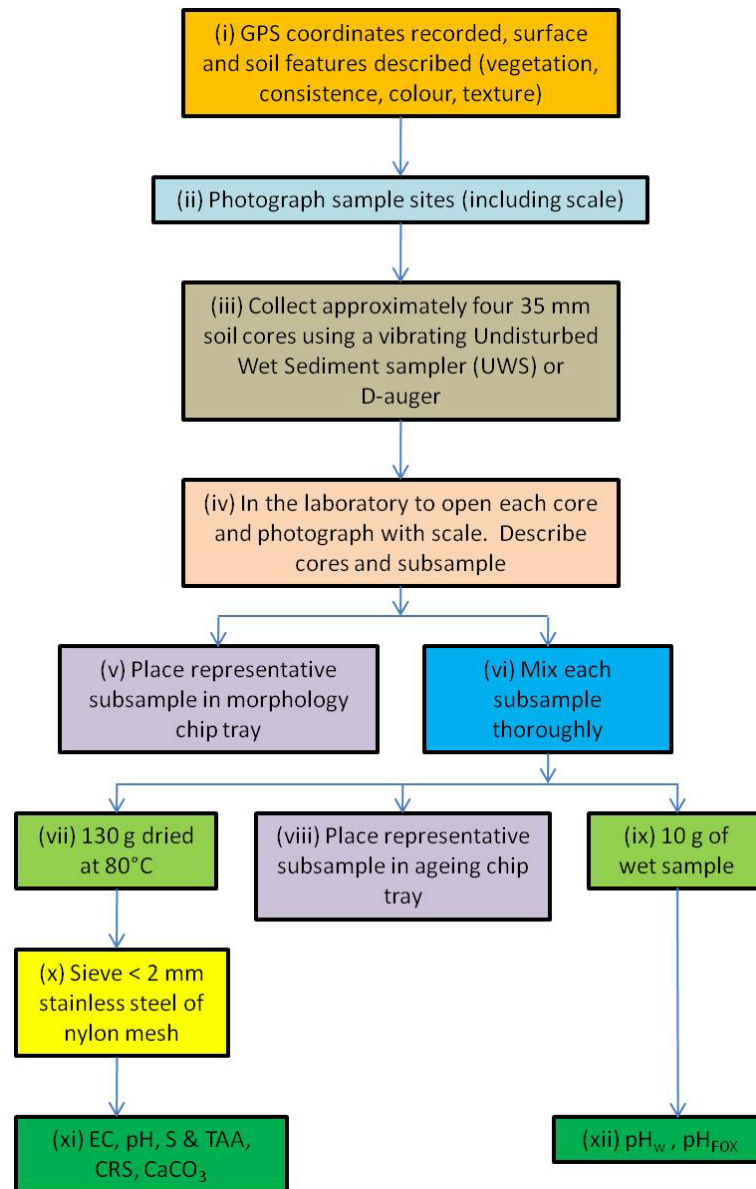 (i) GPS coordinates recorded, surface
and soil features described (vegetation,
consistence, colour, texture)
(ii) Photograph sample sites (including scale)
(iii) Collect approximately four 35 mm
soil cores using a vibrating Undisturbed
Wet Sediment sampler (UWS) or
D-auger
(iv) In the laboratory to open each core
and photograph with scale.  Describe
cores and subsample
(v) Place representative
subsample in morphology
chip tray
(vi) Mix each
subsample
thoroughly
(vii) 130 g dried
at 80°C
(viii) Place representative
subsample in ageing chip
tray
(ix) 10 g of
wet sample
(x) Sieve < 2 mm
stainless steel of
nylon mesh
(xi) EC, pH, S & TAA,
CRS, CaCO₃
(xii) pH_w , pH_FOX